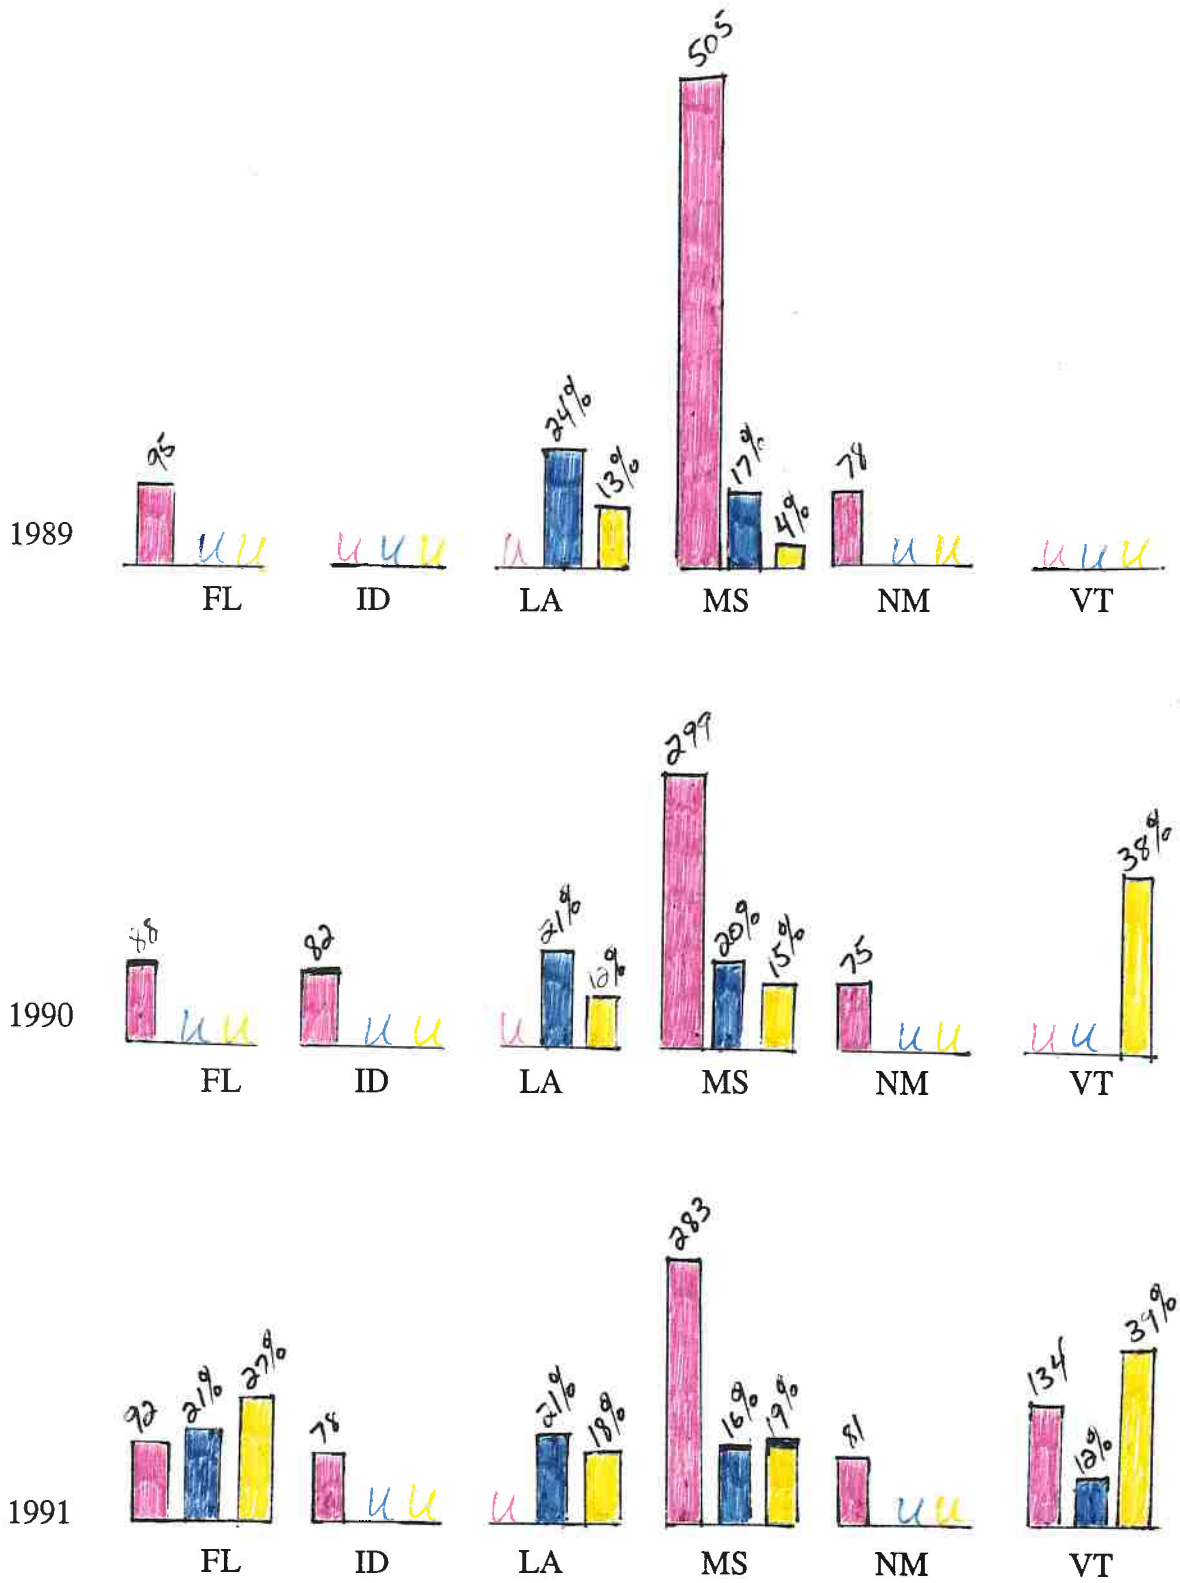 505
24%
95 13% 17% 4% 78
1989 U U U U U U U U U U U
FL ID LA MS NM VT
299
38%
88 82 21% 12% 20% 15% 75
1990 U U U U U U U U U
FL ID LA MS NM VT
283
39%
92 21% 27% 78 21% 18% 16% 19% 81 134 12%
1991 U U U U U
FL ID LA MS NM VT